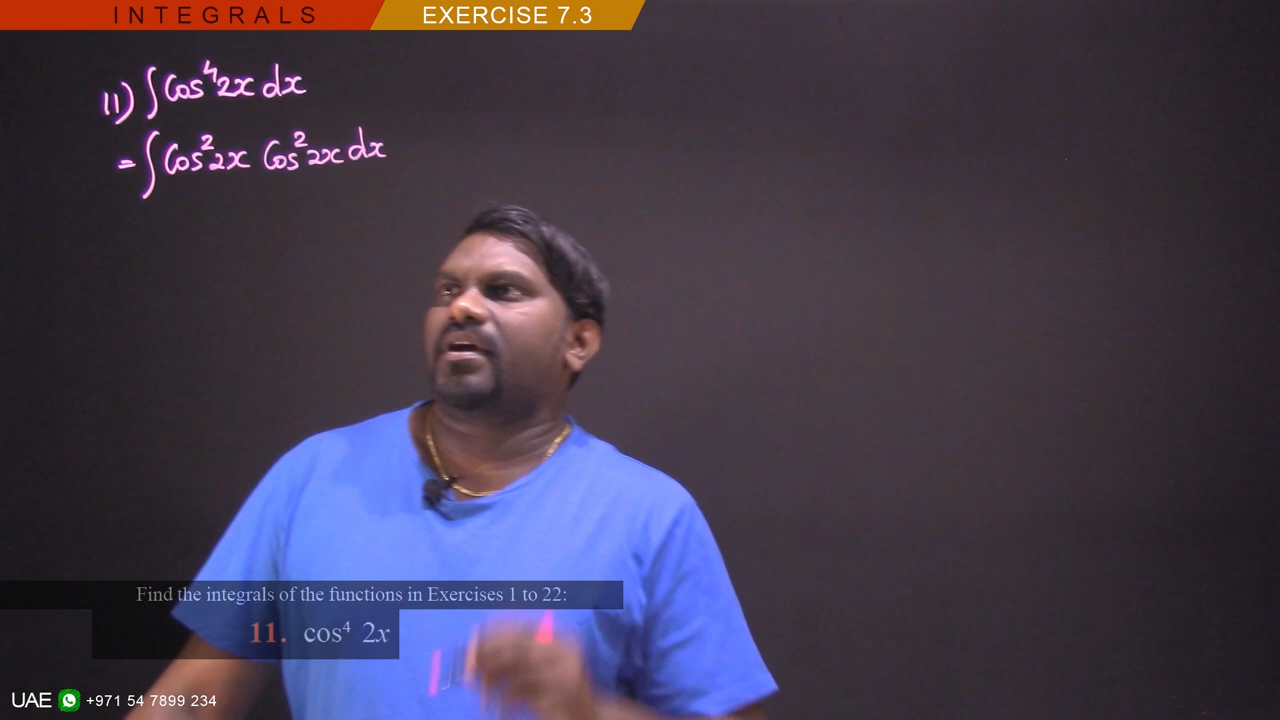 INTEGRALS EXERCISE 7.3
11) ∫Cos⁴2x dx
= ∫Cos²2x Cos²2x dx
Find the integrals of the functions in Exercises 1 to 22:
11. cos⁴ 2x
UAE +971 54 7899 234